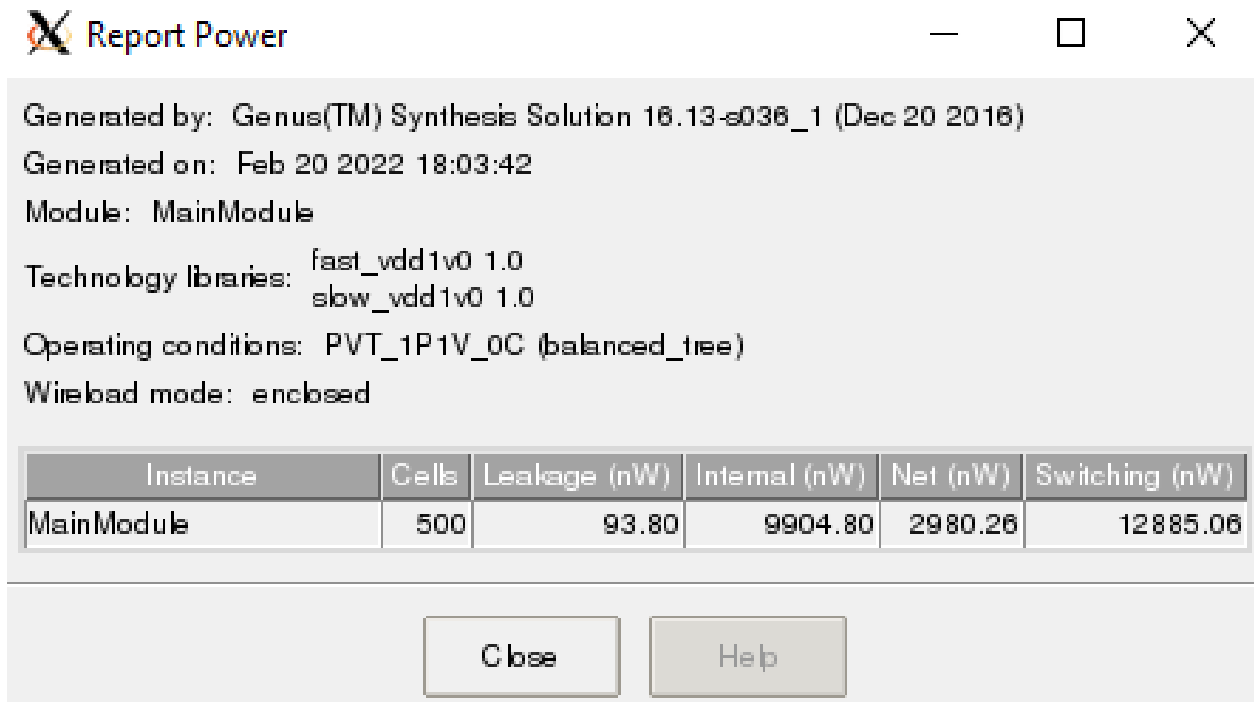 Report Power
Generated by: Genus(TM) Synthesis Solution 16.13-s036_1 (Dec 20 2016)
Generated on: Feb 20 2022 18:03:42
Module: MainModule
Technology libraries: fast_vdd1v0 1.0
slow_vdd1v0 1.0
Operating conditions: PVT_1P1V_0C (balanced_tree)
Wireload mode: enclosed
Instance Cells Leakage (nW) Internal (nW) Net (nW) Switching (nW)
MainModule 500 93.80 9904.80 2980.26 12885.06
Close Help